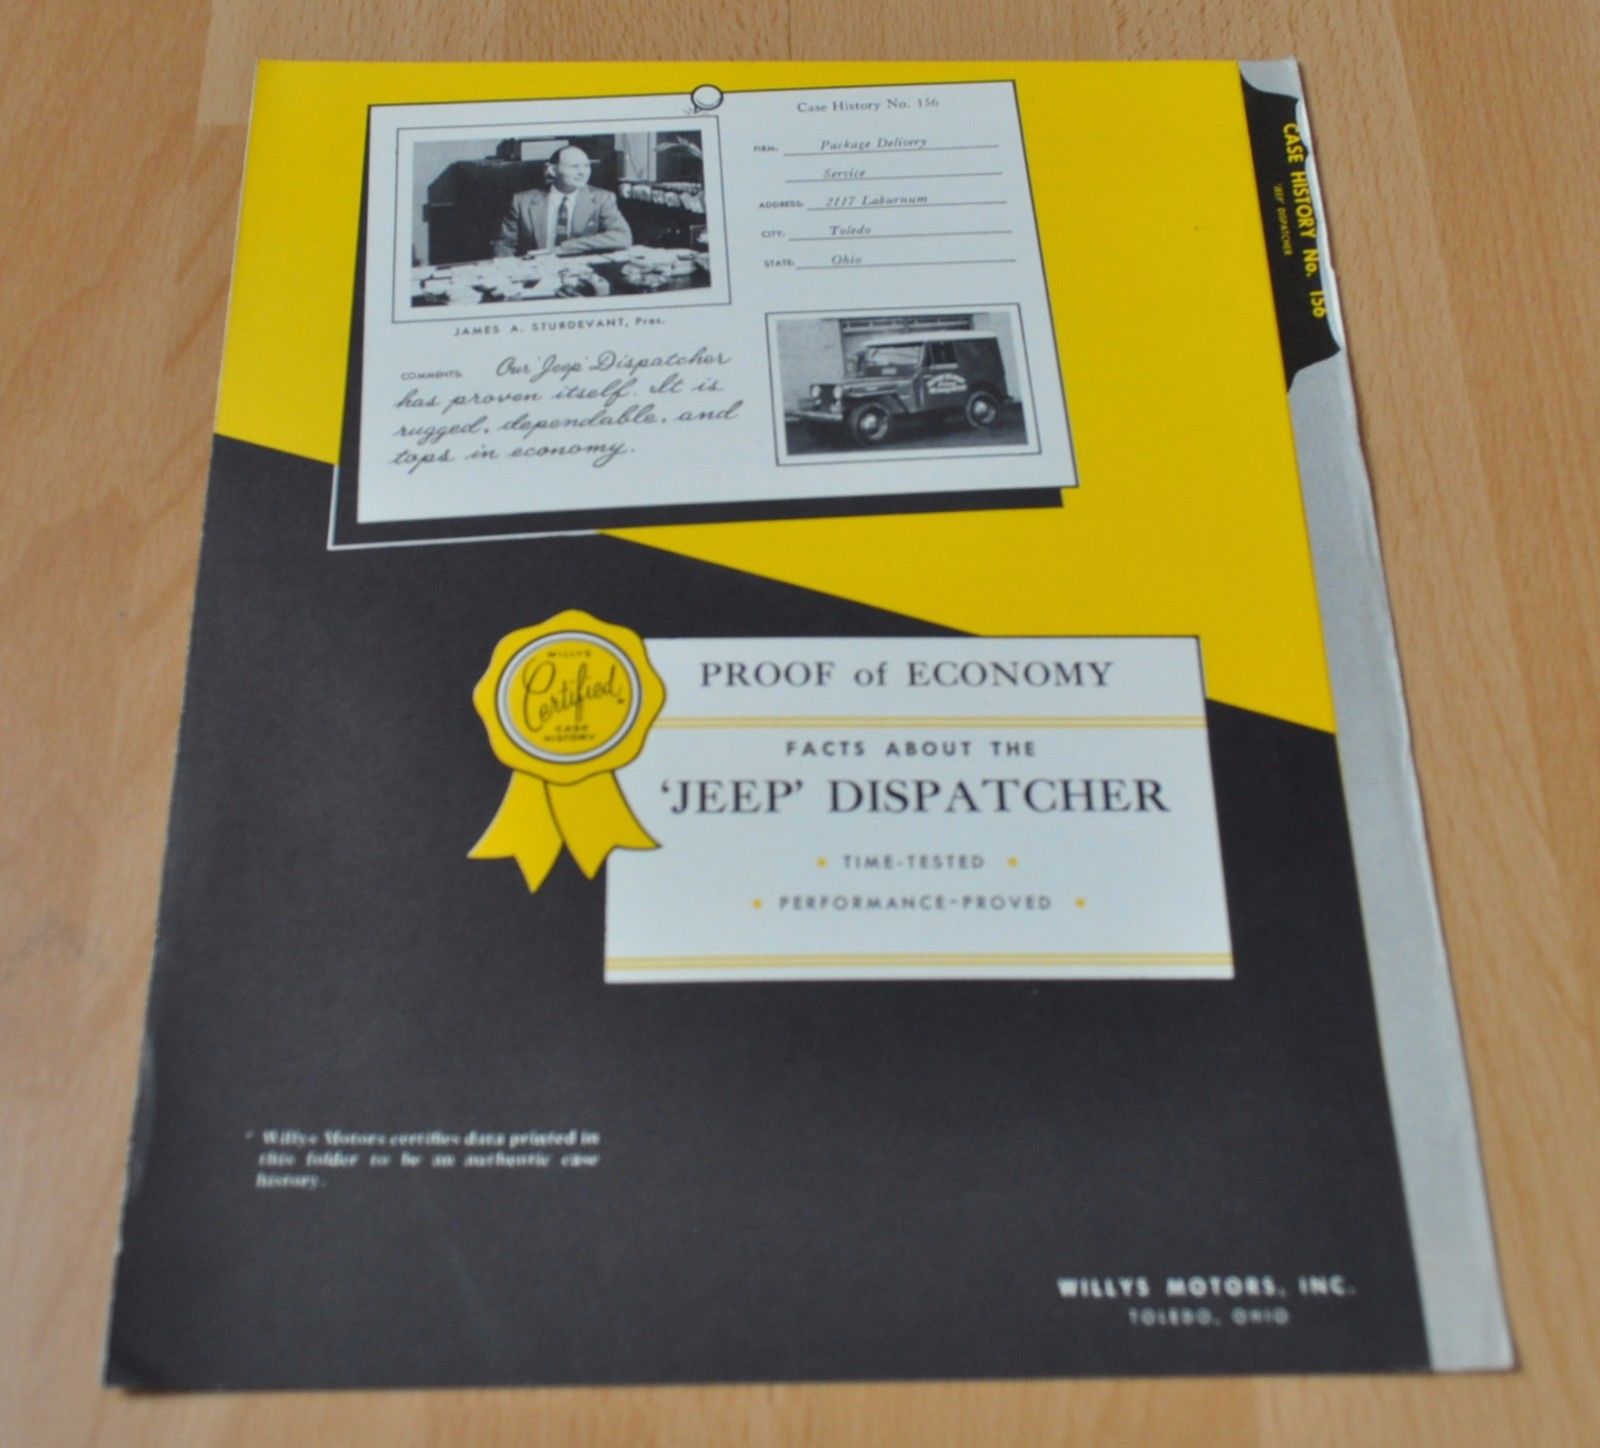 Case History No. 156
FIRM: Package Delivery
Service
ADDRESS: 2117 Laburnum
CITY: Toledo
STATE: Ohio
JAMES A. STURDEVANT, Pres.
COMMENTS: Our 'Jeep' Dispatcher
has proven itself. It is
rugged, dependable, and
tops in economy.
CASE HISTORY No. 156
'JEEP' DISPATCHER
WILLYS
Certified
CASE
HISTORY
PROOF of ECONOMY
FACTS ABOUT THE
'JEEP' DISPATCHER
• TIME-TESTED •
• PERFORMANCE-PROVED •
Willys Motors certifies data printed in
this folder to be an authentic case
history.
WILLYS MOTORS, INC.
TOLEDO, OHIO